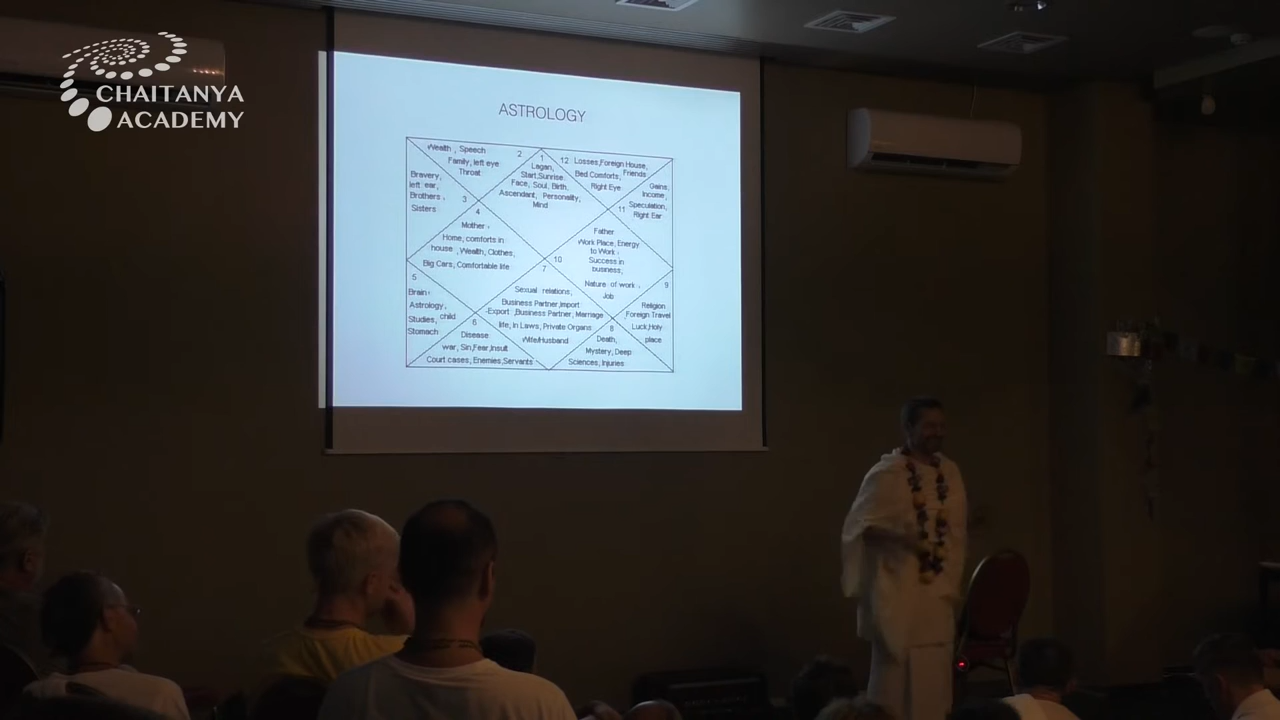 CHAITANYA
ACADEMY
ASTROLOGY
Wealth , Speech
Family, left eye
Throat
2
1
Lagan,
Start,Sunrise
Face, Soul, Birth,
Ascendant, Personality,
Mind
12
Losses,Foreign House,
Bed Comforts, Friends
Right Eye
Bravery,
left ear,
Brothers ,
Sisters
3
Gains,
Income,
Speculation,
Right Ear
11
4
Mother ,
Home, comforts in
house , Wealth, Clothes,
Big Cars, Comfortable life
Father
Work Place, Energy
to Work ,
Success in
business,
10
Nature of work ,
Job
5
Brain
Astrology,
Studies, child
Stomach
7
Sexual relations,
Business Partner,Import
-Export ,Business Partner, Marriage
life, In Laws, Private Organs
Wife/Husband
9
Religion
Foreign Travel
Luck,Holy
place
6
Disease
war, Sin,Fear,Insult
Court cases, Enemies,Servants
8
Death,
Mystery, Deep
Sciences, Injuries